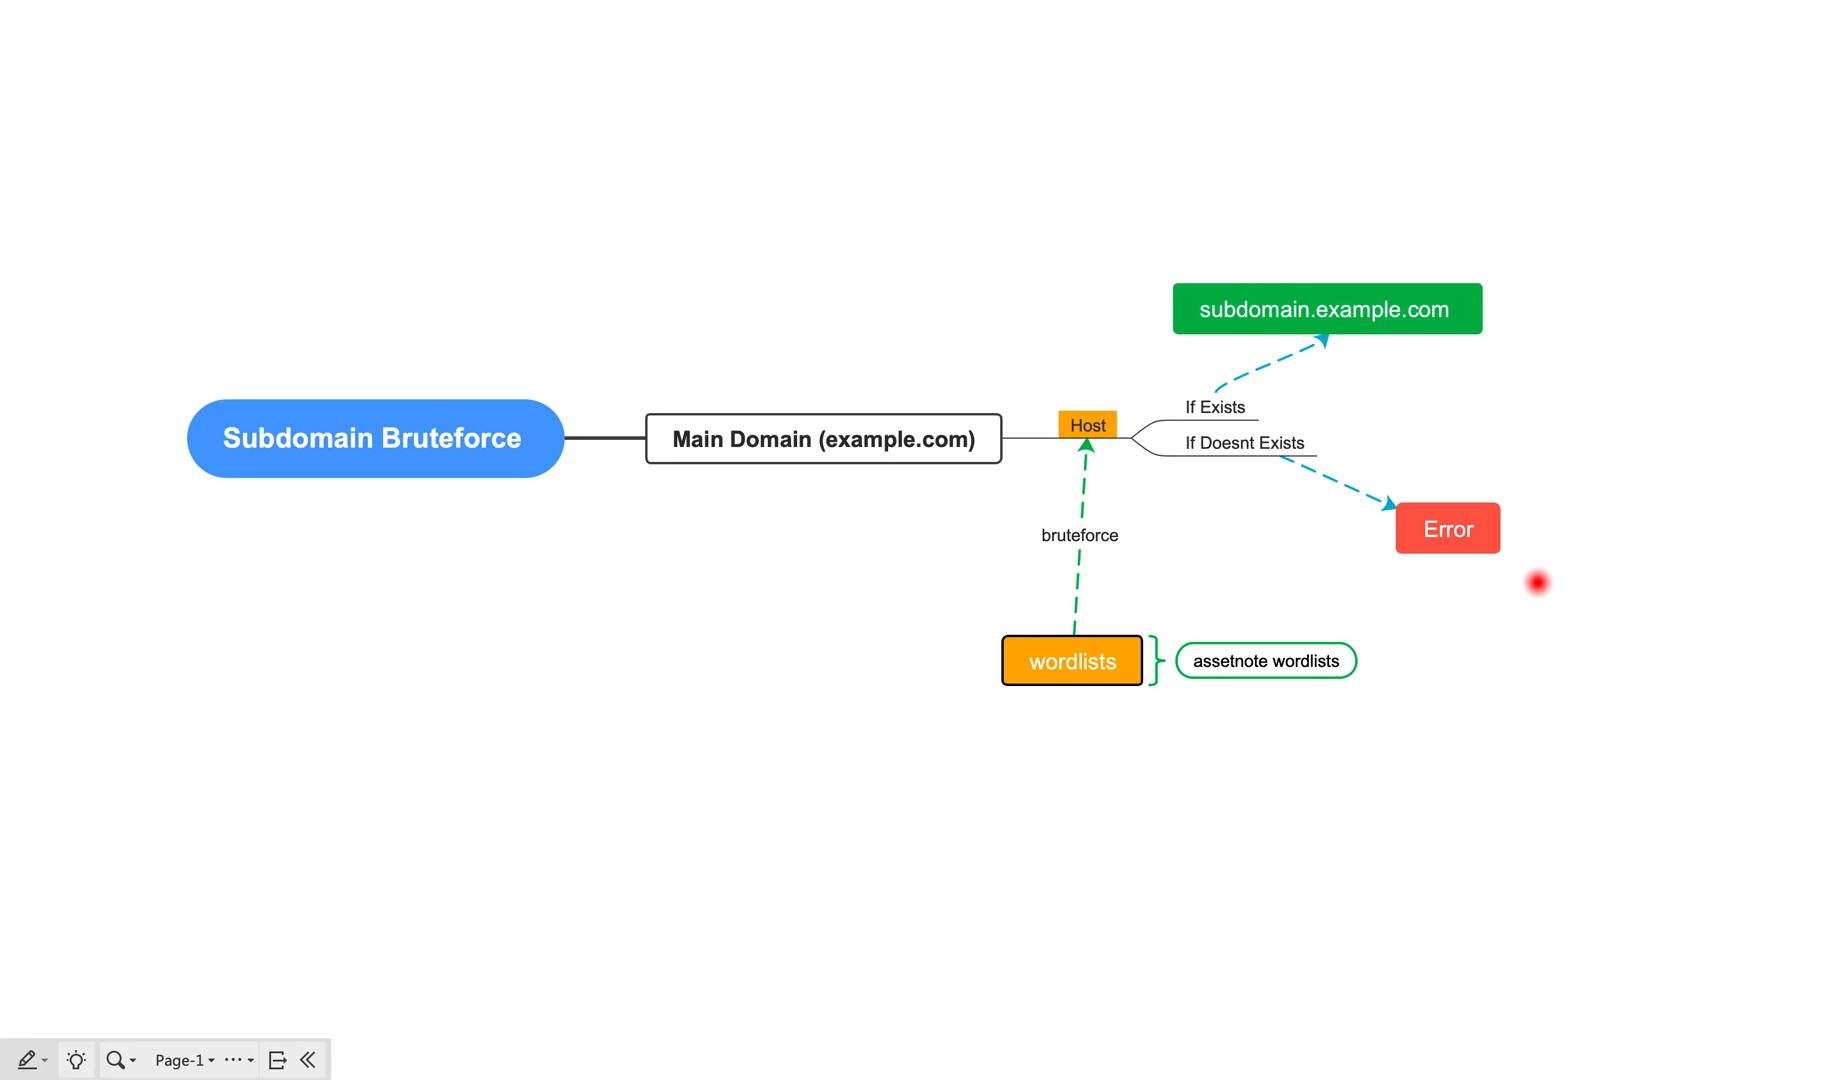 subdomain.example.com
If Exists
Subdomain Bruteforce
Main Domain (example.com)
Host
If Doesnt Exists
Error
bruteforce
wordlists
assetnote wordlists
Page-1